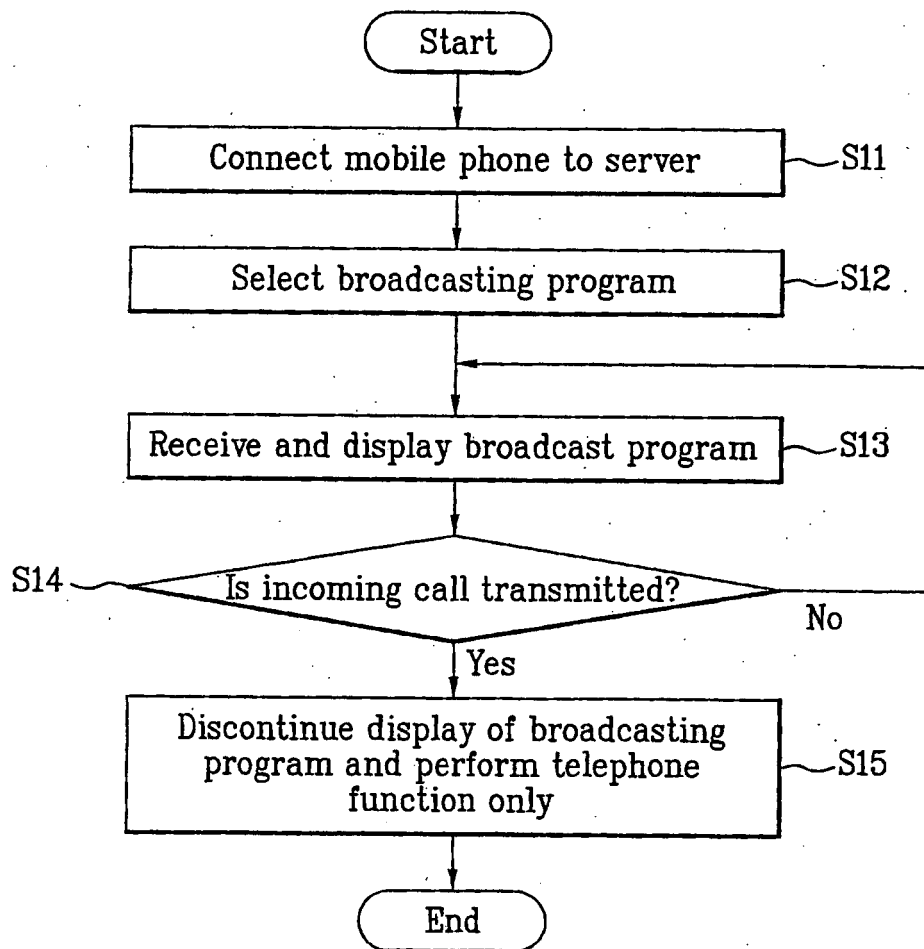 Start
Connect mobile phone to server
S11
Select broadcasting program
S12
Receive and display broadcast program
S13
S14
Is incoming call transmitted?
No
Yes
Discontinue display of broadcasting
program and perform telephone
function only
S15
End